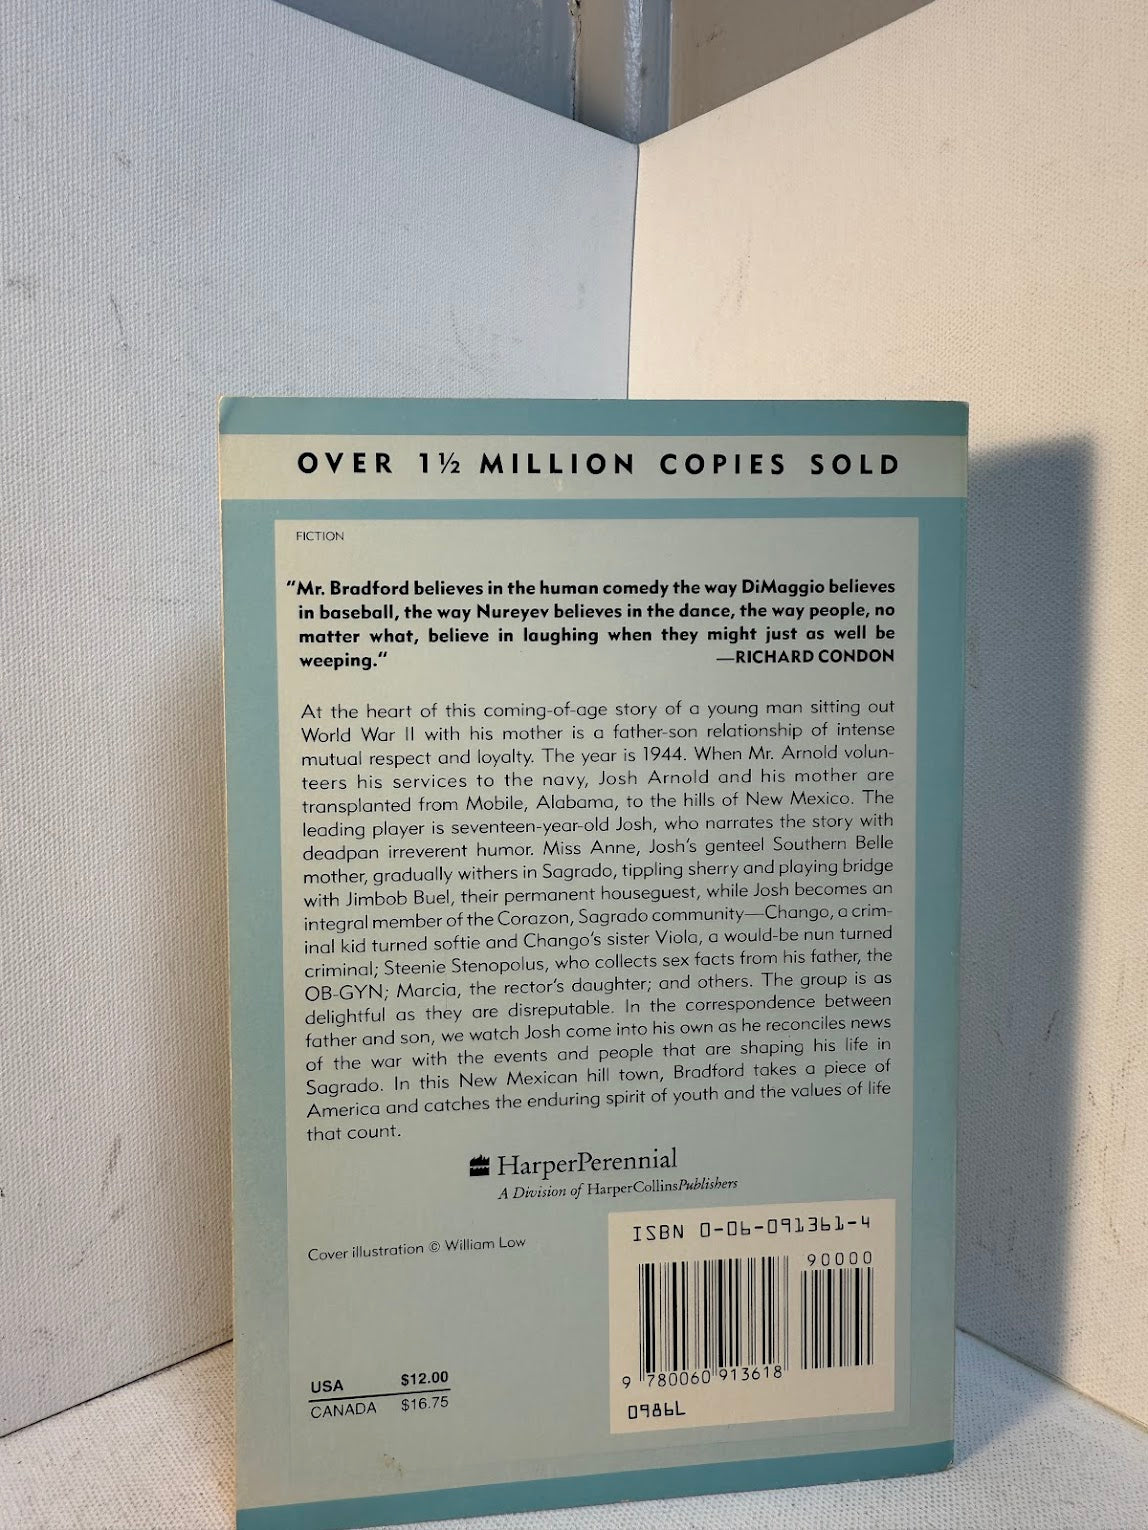 OVER 1½ MILLION COPIES SOLD
FICTION
"Mr. Bradford believes in the human comedy the way DiMaggio believes
in baseball, the way Nureyev believes in the dance, the way people, no
matter what, believe in laughing when they might just as well be
weeping." —RICHARD CONDON
At the heart of this coming-of-age story of a young man sitting out
World War II with his mother is a father-son relationship of intense
mutual respect and loyalty. The year is 1944. When Mr. Arnold volun-
teers his services to the navy, Josh Arnold and his mother are
transplanted from Mobile, Alabama, to the hills of New Mexico. The
leading player is seventeen-year-old Josh, who narrates the story with
deadpan irreverent humor. Miss Anne, Josh's genteel Southern Belle
mother, gradually withers in Sagrado, tippling sherry and playing bridge
with Jimbob Buel, their permanent houseguest, while Josh becomes an
integral member of the Corazon, Sagrado community—Chango, a crim-
inal kid turned softie and Chango's sister Viola, a would-be nun turned
criminal; Steenie Stenopolus, who collects sex facts from his father, the
OB-GYN; Marcia, the rector's daughter; and others. The group is as
delightful as they are disreputable. In the correspondence between
father and son, we watch Josh come into his own as he reconciles news
of the war with the events and people that are shaping his life in
Sagrado. In this New Mexican hill town, Bradford takes a piece of
America and catches the enduring spirit of youth and the values of life
that count.
HarperPerennial
A Division of HarperCollinsPublishers
Cover illustration © William Low
ISBN 0-06-091361-4
90000
9 780060 913618
0986L
USA $12.00
CANADA $16.75